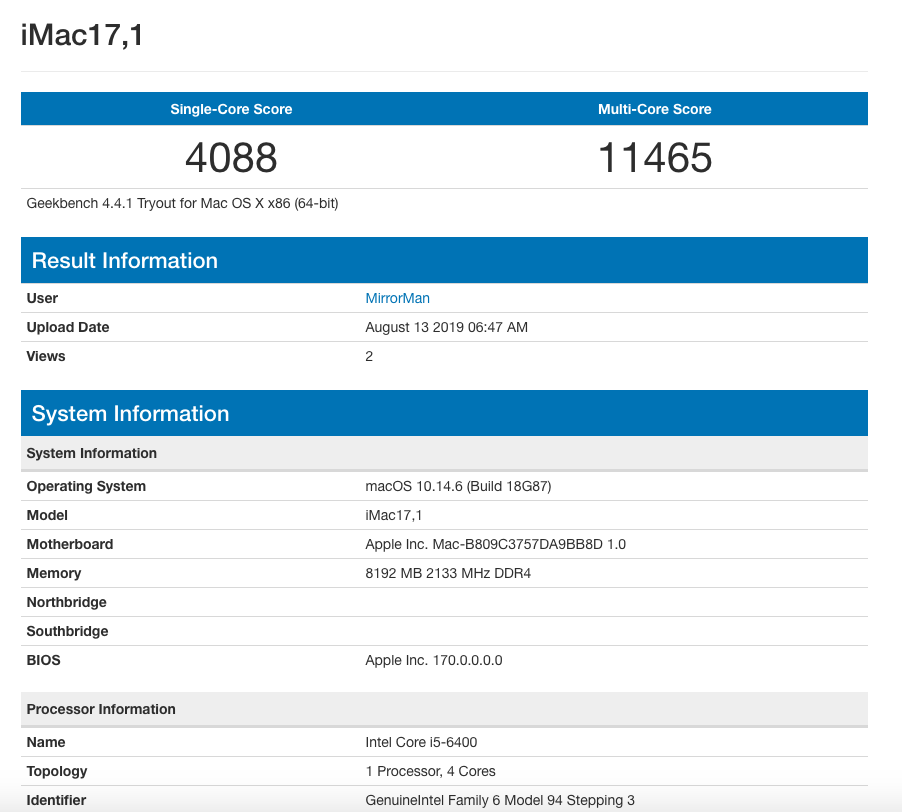 iMac17,1
Single-Core Score Multi-Core Score
4088 11465
Geekbench 4.4.1 Tryout for Mac OS X x86 (64-bit)
Result Information
User MirrorMan
Upload Date August 13 2019 06:47 AM
Views 2
System Information
System Information
Operating System macOS 10.14.6 (Build 18G87)
Model iMac17,1
Motherboard Apple Inc. Mac-B809C3757DA9BB8D 1.0
Memory 8192 MB 2133 MHz DDR4
Northbridge
Southbridge
BIOS Apple Inc. 170.0.0.0.0
Processor Information
Name Intel Core i5-6400
Topology 1 Processor, 4 Cores
Identifier GenuineIntel Family 6 Model 94 Stepping 3